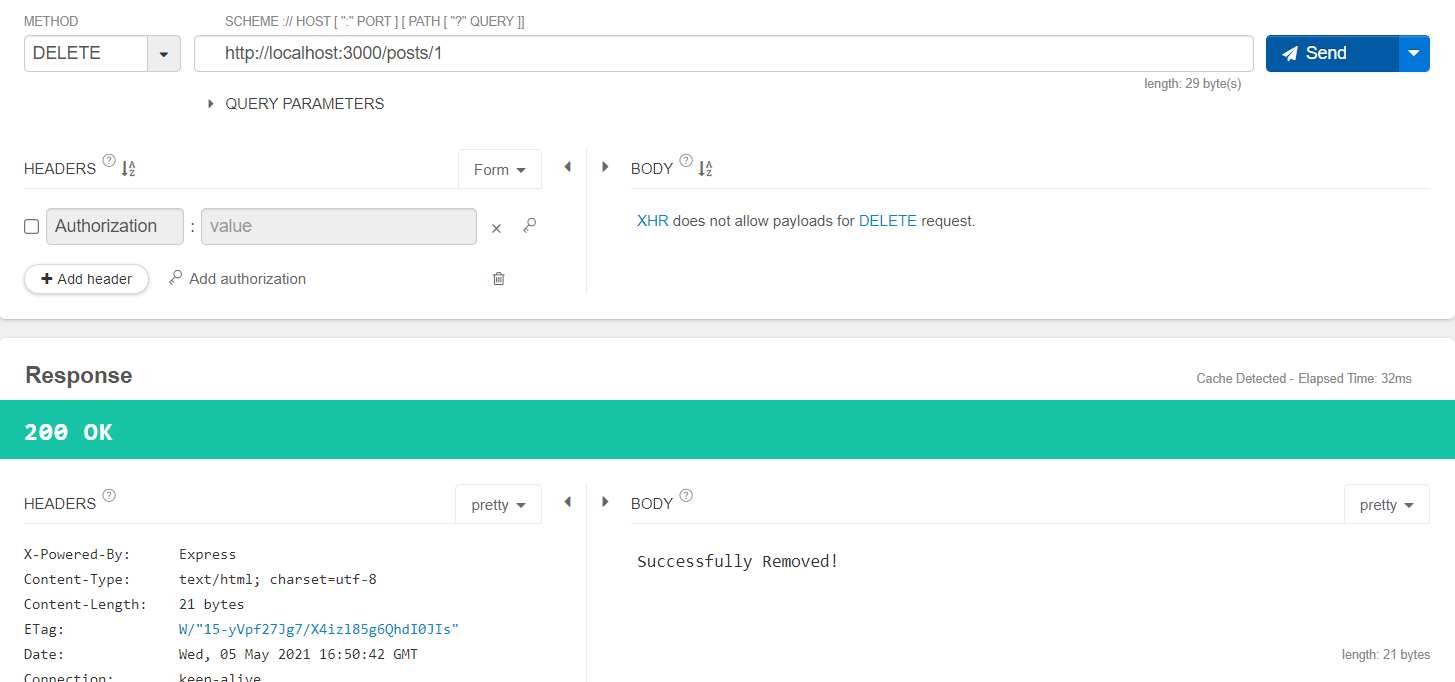 METHOD SCHEME :// HOST [ ":" PORT ] [ PATH [ "?" QUERY ]]
DELETE http://localhost:3000/posts/1 Send
length: 29 byte(s)
QUERY PARAMETERS
HEADERS ? Form BODY ?
Authorization : value
XHR does not allow payloads for DELETE request.
Add header Add authorization
Response
Cache Detected - Elapsed Time: 32ms
200 OK
HEADERS ? pretty BODY ? pretty
X-Powered-By: Express
Successfully Removed!
Content-Type: text/html; charset=utf-8
Content-Length: 21 bytes
ETag: W/"15-yVpf27Jg7/X4izl85g6QhdI0JIs"
Date: Wed, 05 May 2021 16:50:42 GMT
length: 21 bytes
Connection: keep-alive